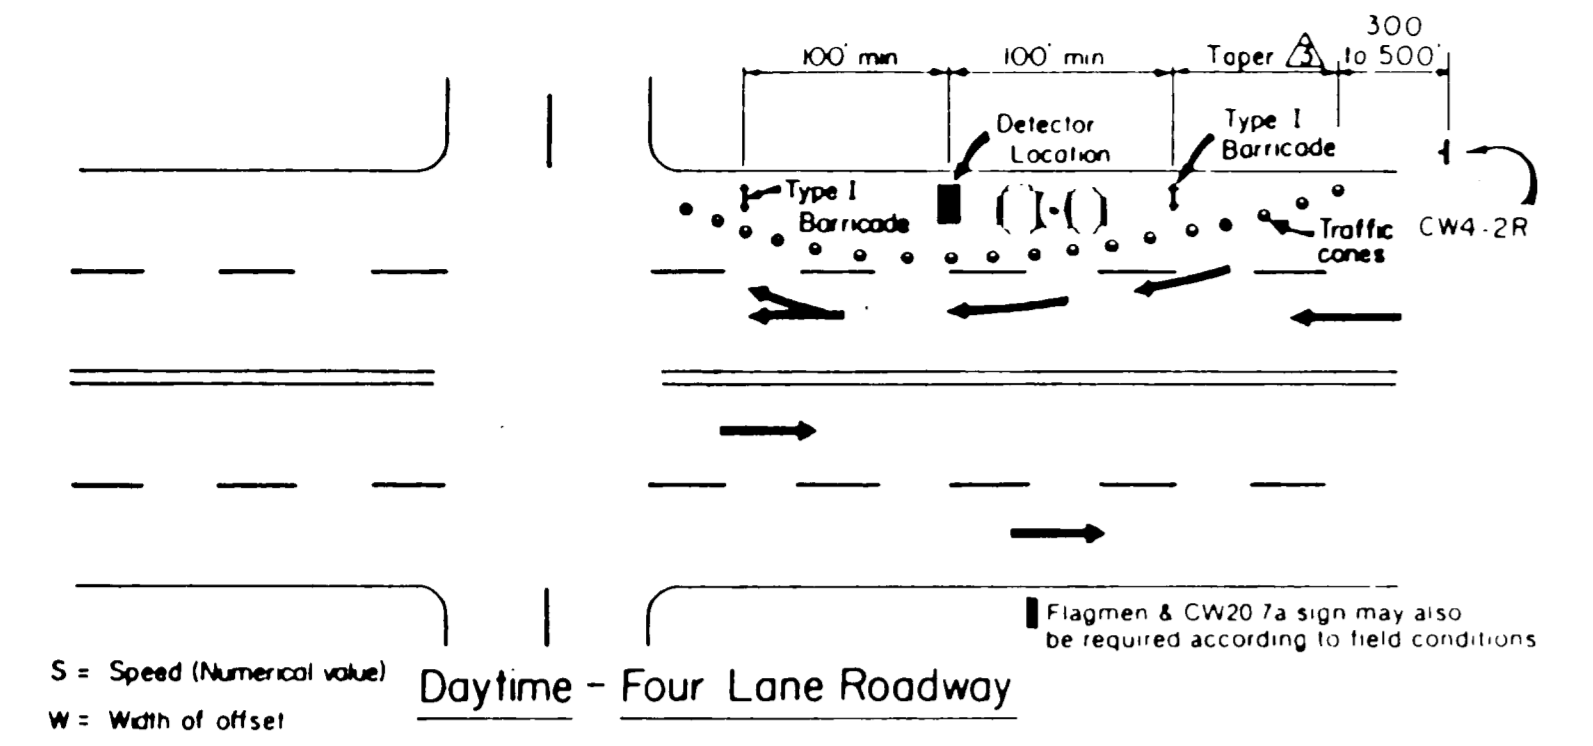 300
100' min 100' min Taper 3 to 500'
Detector
Location
Type I
Barricade
Type I
Barricade
Traffic
cones
CW4-2R
Flagmen & CW20 7a sign may also
be required according to field conditions
S = Speed (Numerical value)
W = Width of offset
Daytime - Four Lane Roadway